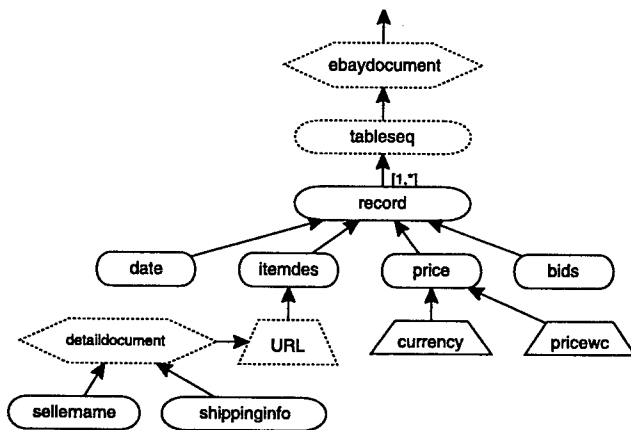 ebaydocument
tableseq
[1,*]
record
date
itemdes
price
bids
detaildocument
URL
currency
pricewc
sellername
shippinginfo